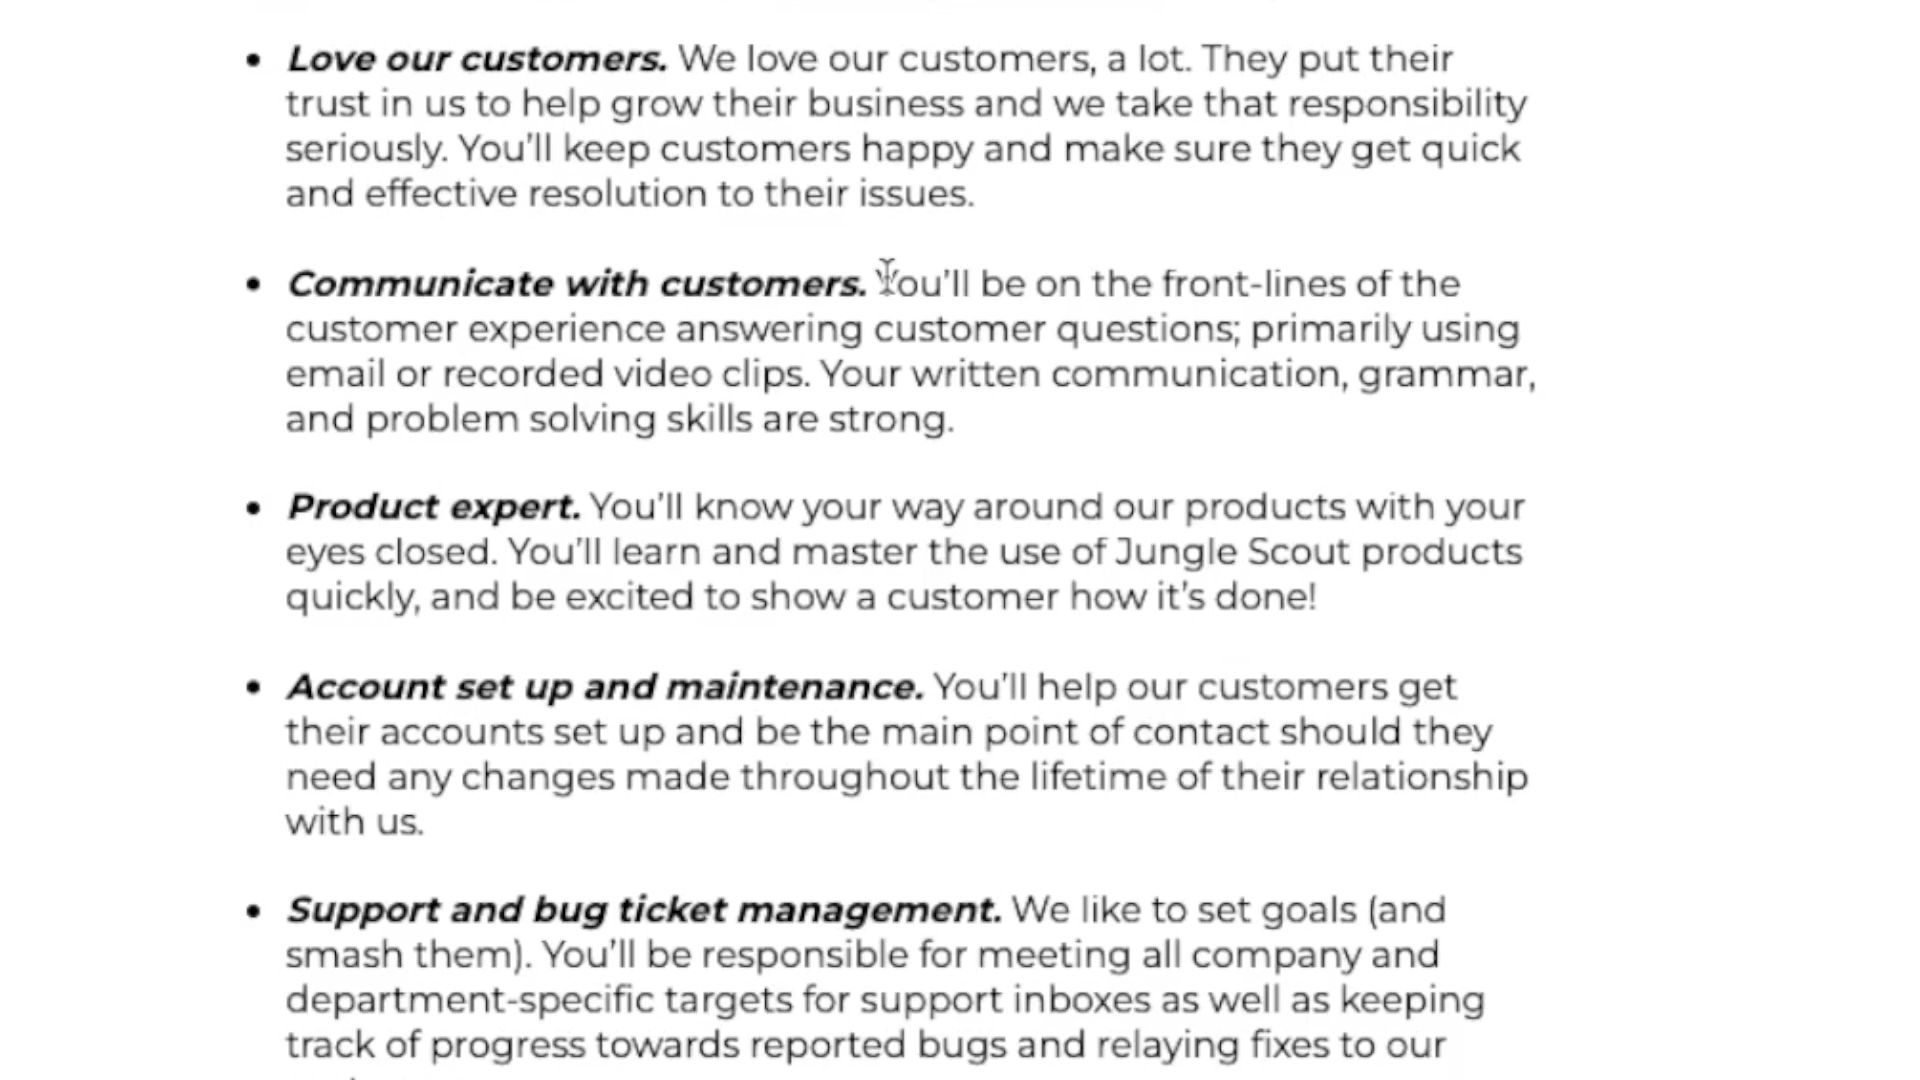 Love our customers. We love our customers, a lot. They put their
trust in us to help grow their business and we take that responsibility
seriously. You'll keep customers happy and make sure they get quick
and effective resolution to their issues.
Communicate with customers. You'll be on the front-lines of the
customer experience answering customer questions; primarily using
email or recorded video clips. Your written communication, grammar,
and problem solving skills are strong.
Product expert. You'll know your way around our products with your
eyes closed. You'll learn and master the use of Jungle Scout products
quickly, and be excited to show a customer how it's done!
Account set up and maintenance. You'll help our customers get
their accounts set up and be the main point of contact should they
need any changes made throughout the lifetime of their relationship
with us.
Support and bug ticket management. We like to set goals (and
smash them). You'll be responsible for meeting all company and
department-specific targets for support inboxes as well as keeping
track of progress towards reported bugs and relaying fixes to our